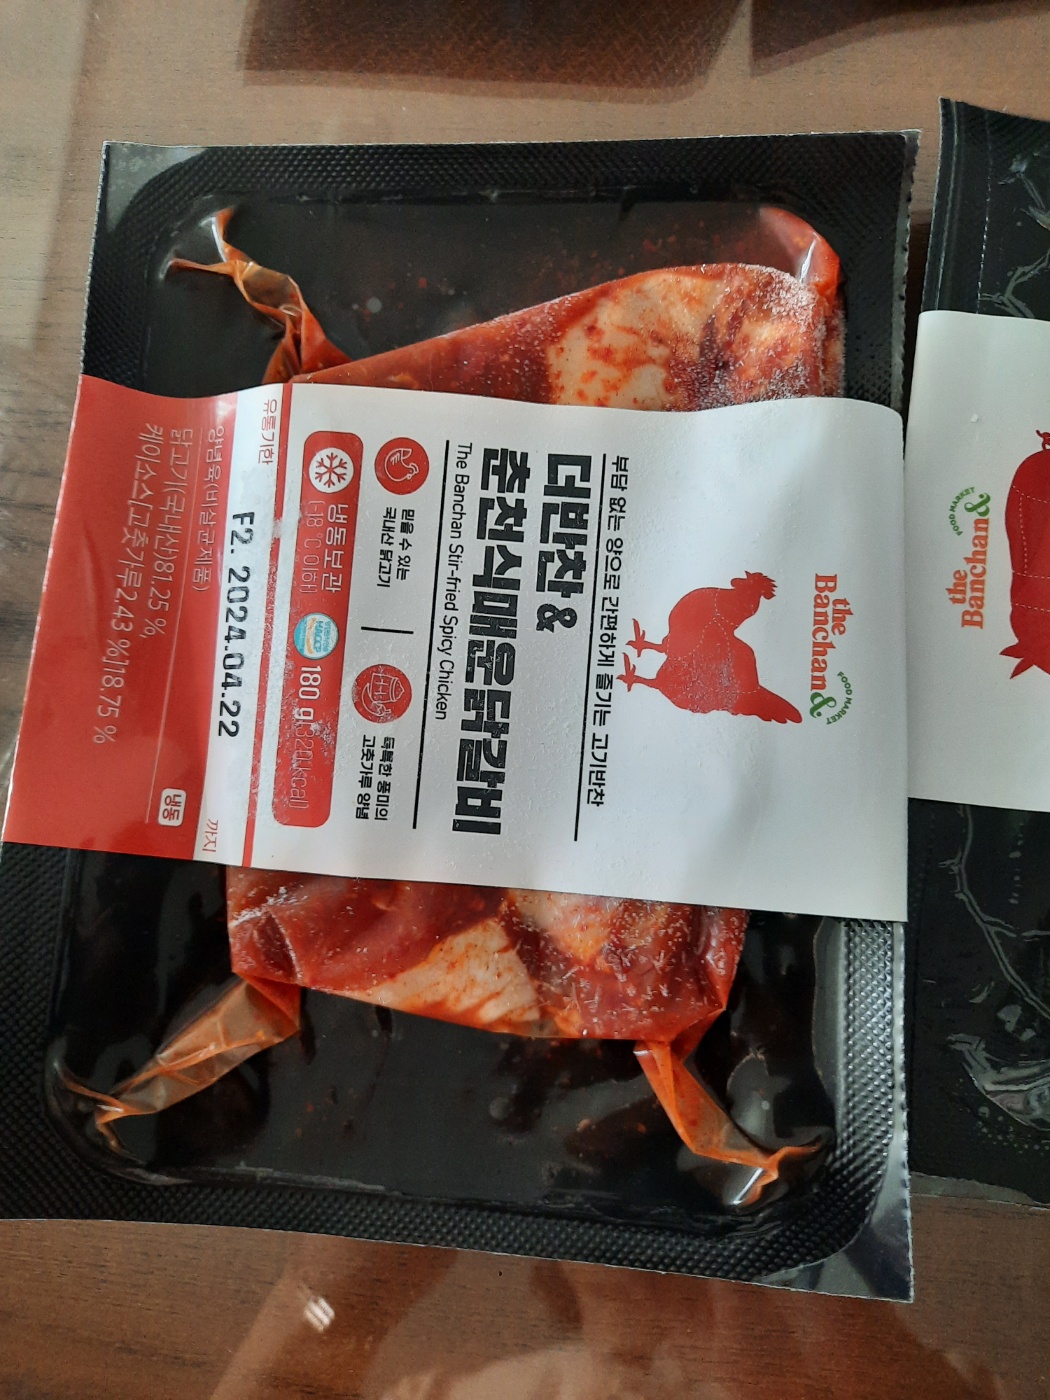 the
Banchan&
FOOD MARKET
부담 없는 양으로 간편하게 즐기는 고기반찬
더반찬 &
춘천식매운닭갈비
The Banchan Stir-fried Spicy Chicken
믿을 수 있는
국내산 닭고기
톡톡한 풍미의
고춧가루 양념
냉동보관
(-18 ℃ 이하)
HACCP
180 g
유통기한
F2. 2024.04.22
까지
양념육(비살균제품)
닭고기(국내산)81.25 %
케이소스[고춧가루2.43 %]18.75 %
냉동
the
Banchan&
FOOD MARKET